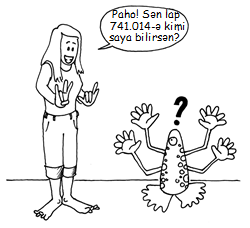 Paho! Sən lap
741.014-ə kimi
saya bilirsən?
?